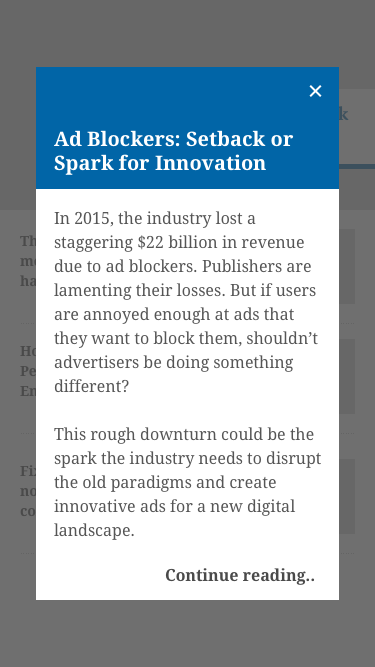 Ad Blockers: Setback or
Spark for Innovation
In 2015, the industry lost a
staggering $22 billion in revenue
due to ad blockers. Publishers are
lamenting their losses. But if users
are annoyed enough at ads that
they want to block them, shouldn’t
advertisers be doing something
different?
This rough downturn could be the
spark the industry needs to disrupt
the old paradigms and create
innovative ads for a new digital
landscape.
Continue reading..